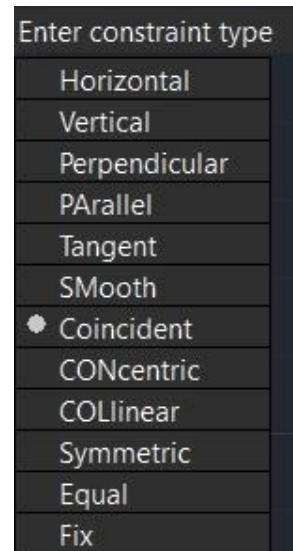 Enter constraint type
Horizontal
Vertical
Perpendicular
PArallel
Tangent
SMooth
Coincident
CONcentric
COLlinear
Symmetric
Equal
Fix